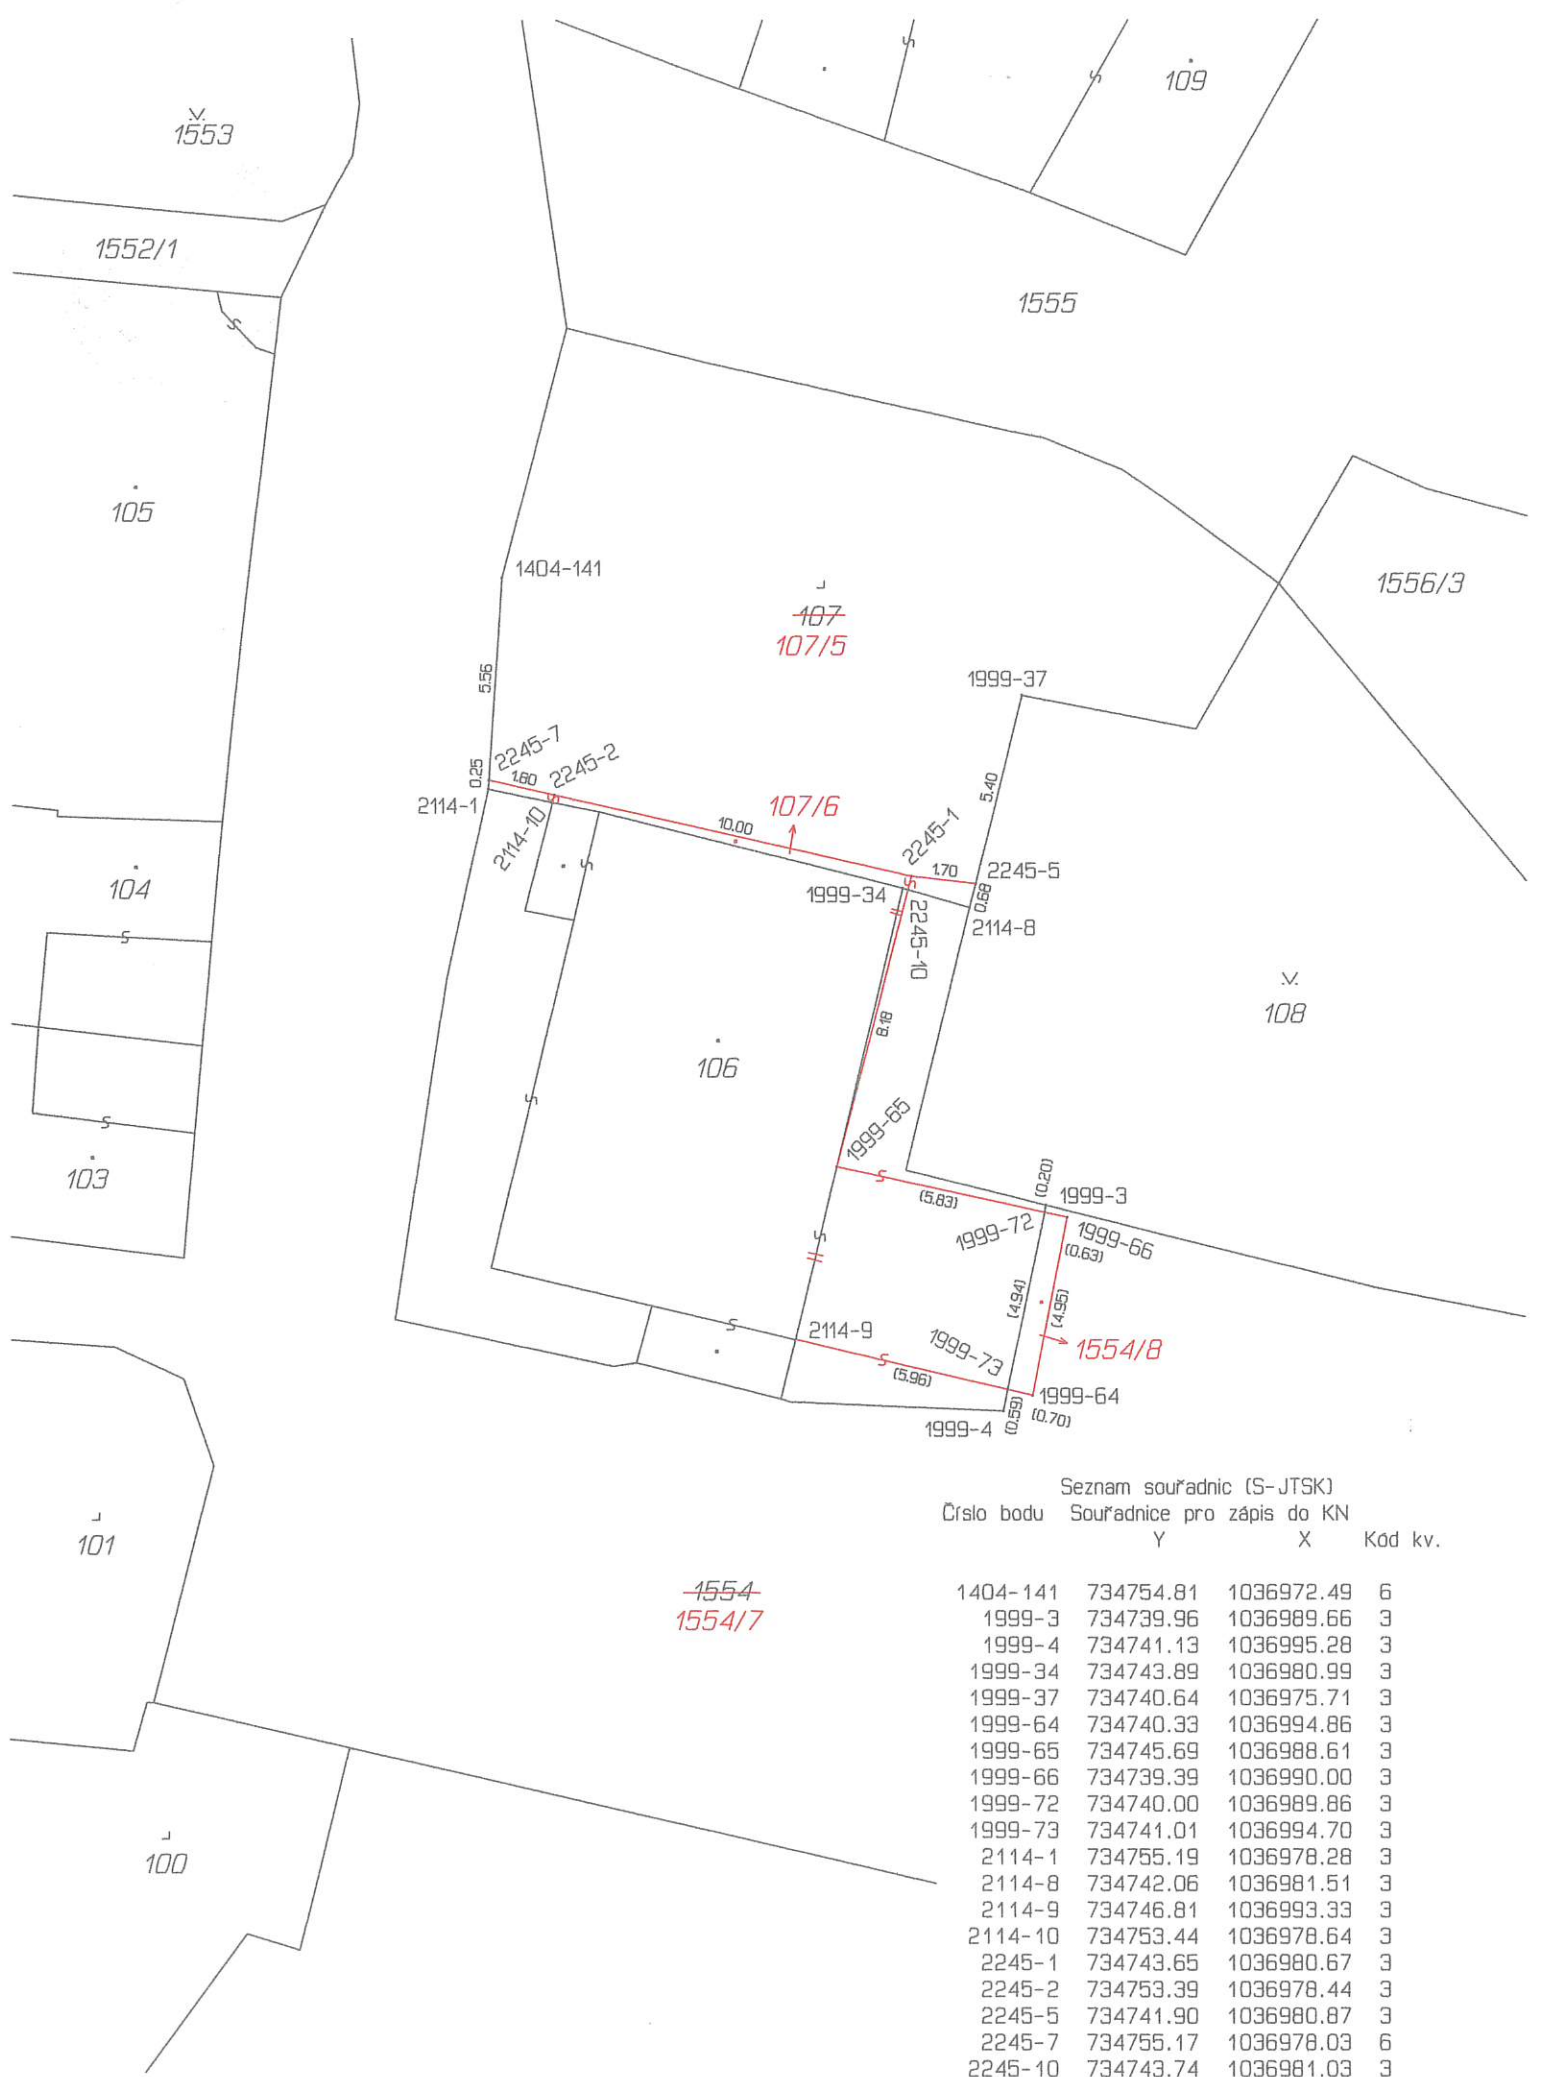 109
1553
1552/1
1555
105
1404-141
107
107/5
1556/3
1999-37
5.56
5.40
2245-7
2245-2
0.25
1.60
2114-1
2114-10
107/6
10.00
2245-1
1.70
2245-5
0.68
1999-34
2114-8
2245-10
104
108
8.18
106
1999-65
103
(0.20)
1999-3
(5.83)
1999-72
1999-66
(0.63)
(4.94)
(4.95)
2114-9
1999-73
1554/8
(5.96)
1999-64
1999-4
(0.59)
(0.70)
101
1554
1554/7
100
Seznam souřadnic (S-JTSK)
Číslo bodu Souřadnice pro zápis do KN
Y X Kód kv.
1404-141 734754.81 1036972.49 6
1999-3 734739.96 1036989.66 3
1999-4 734741.13 1036995.28 3
1999-34 734743.89 1036980.99 3
1999-37 734740.64 1036975.71 3
1999-64 734740.33 1036994.86 3
1999-65 734745.69 1036988.61 3
1999-66 734739.39 1036990.00 3
1999-72 734740.00 1036989.86 3
1999-73 734741.01 1036994.70 3
2114-1 734755.19 1036978.28 3
2114-8 734742.06 1036981.51 3
2114-9 734746.81 1036993.33 3
2114-10 734753.44 1036978.64 3
2245-1 734743.65 1036980.67 3
2245-2 734753.39 1036978.44 3
2245-5 734741.90 1036980.87 3
2245-7 734755.17 1036978.03 6
2245-10 734743.74 1036981.03 3